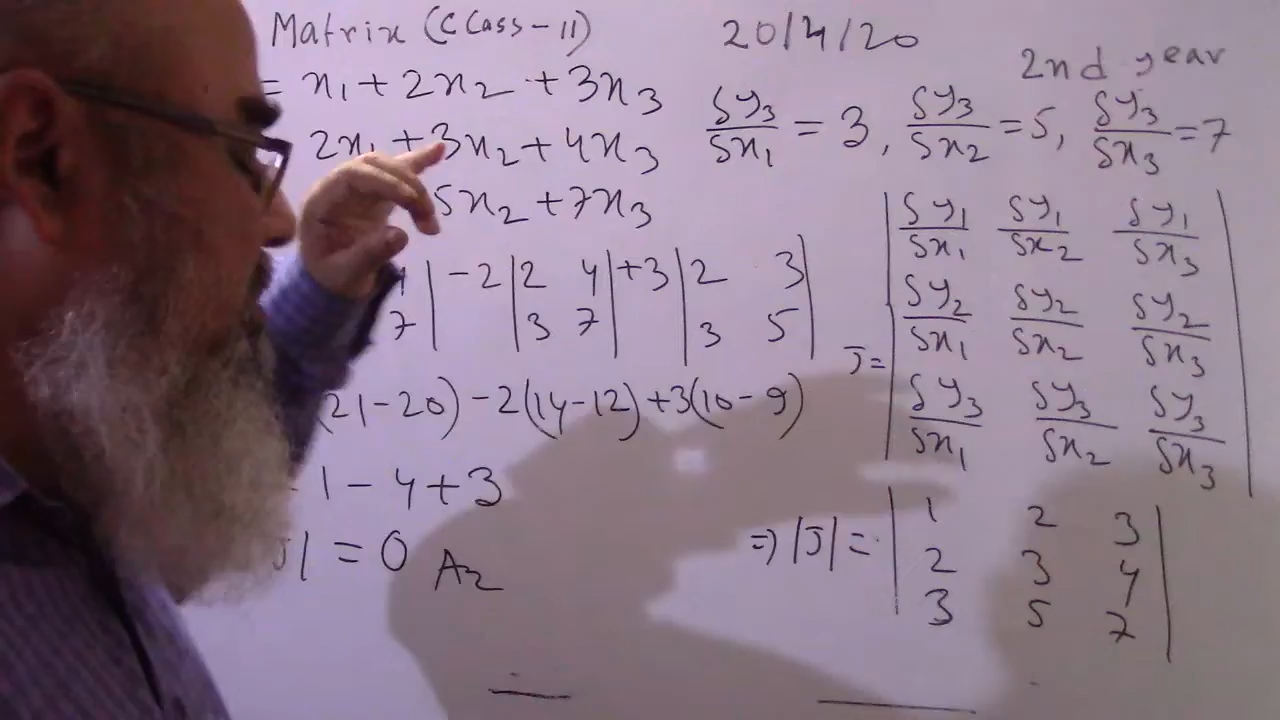 Matrix (Class-11) 20/4/20
2nd year
= x1 + 2x2 + 3x3
2x1 + 3x2 + 4x3
5x2 + 7x3
δy3/δx1 = 3, δy3/δx2 = 5, δy3/δx3 = 7
4| -2 |2 4| +3 |2 3|
7| |3 7| |3 5|
(21-20) -2(14-12) +3(10-9)
1 - 4 + 3
J| = 0 Az
J = | δy1/δx1 δy1/δx2 δy1/δx3 |
| δy2/δx1 δy2/δx2 δy2/δx3 |
| δy3/δx1 δy3/δx2 δy3/δx3 |
=> |J| = | 1 2 3 |
| 2 3 4 |
| 3 5 7 |